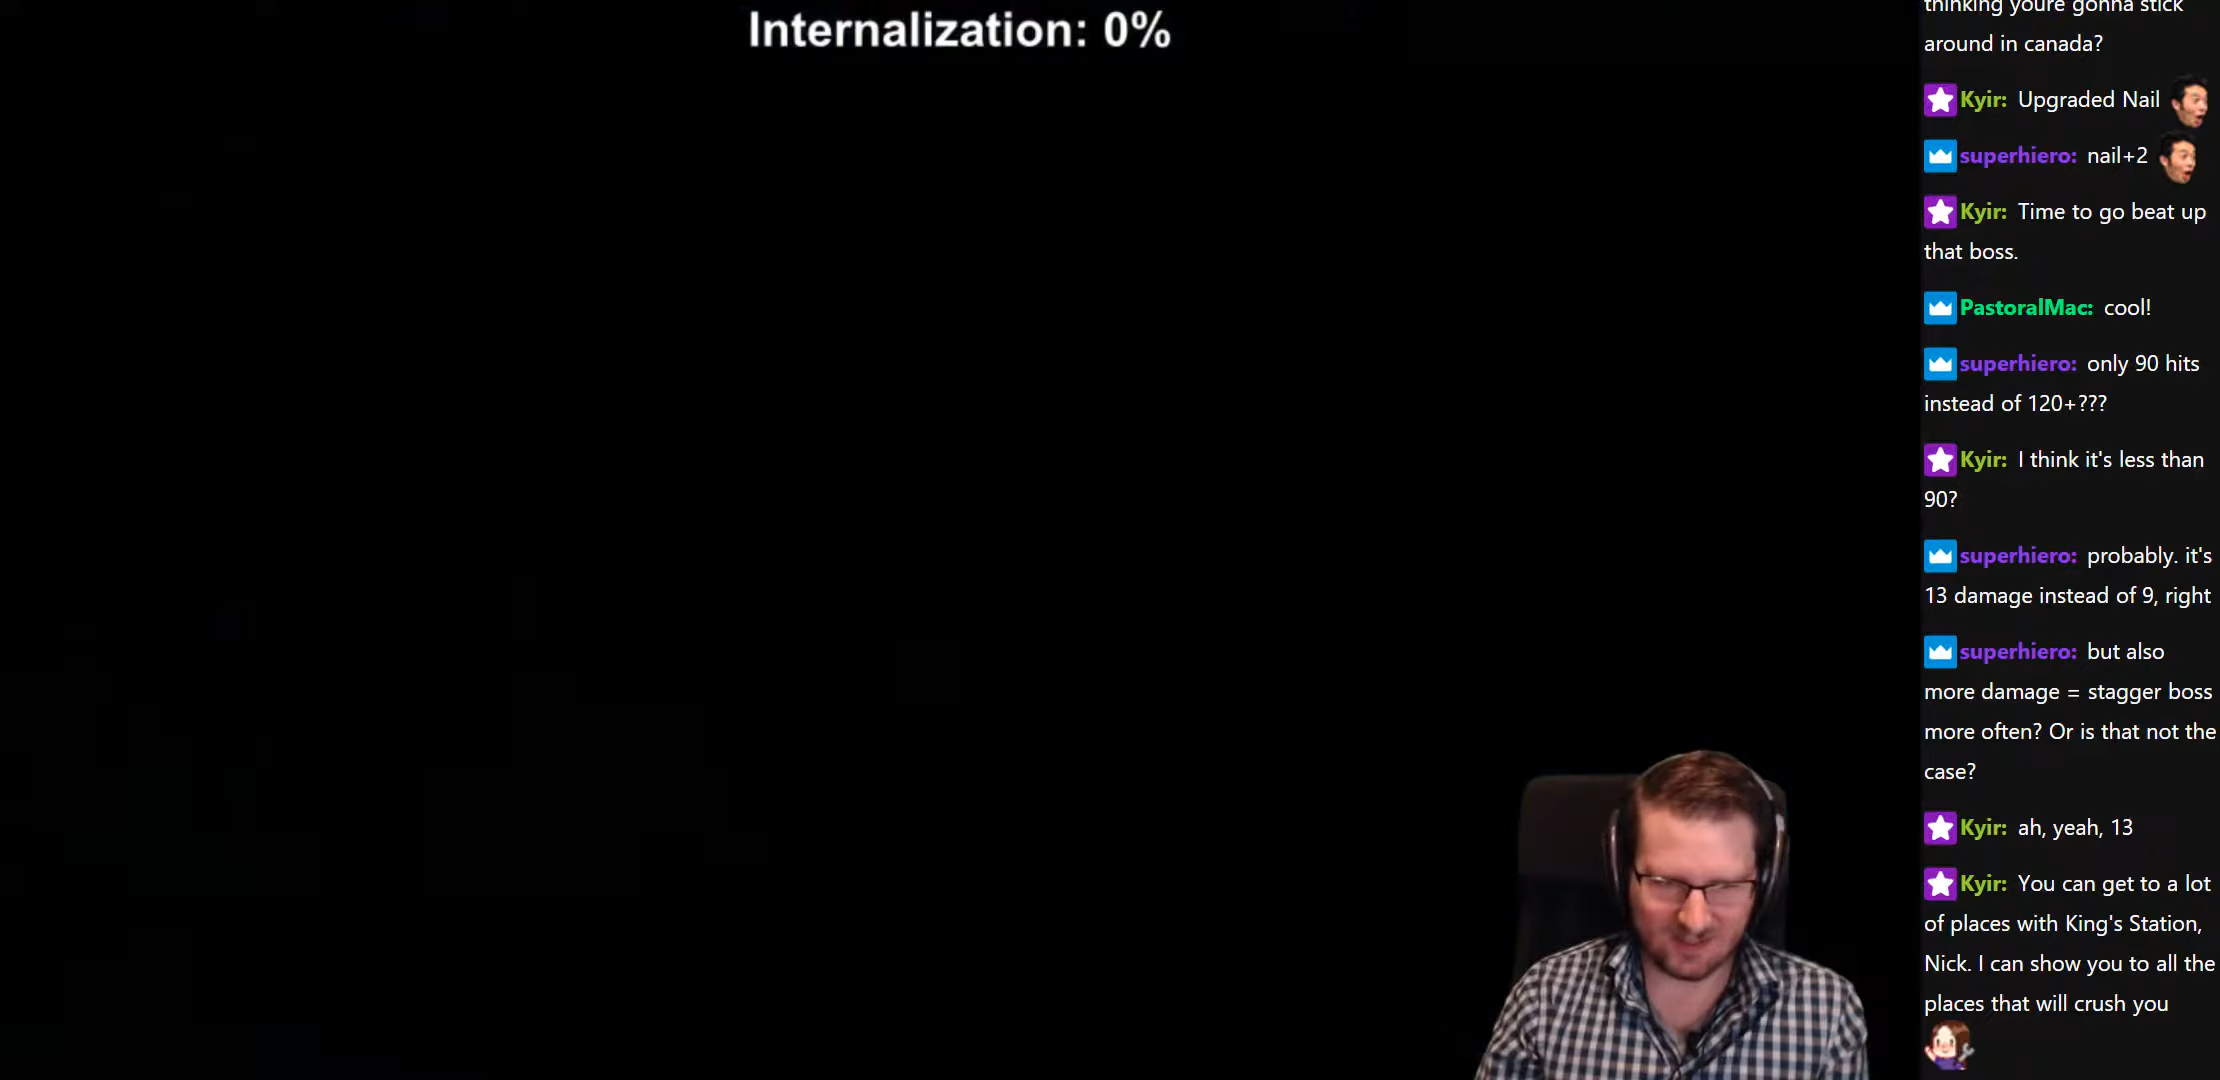 Internalization: 0%
thinking youre gonna stick
around in canada?
Kyir: Upgraded Nail
superhiero: nail+2
Kyir: Time to go beat up
that boss.
PastoralMac: cool!
superhiero: only 90 hits
instead of 120+???
Kyir: I think it's less than
90?
superhiero: probably. it's
13 damage instead of 9, right
superhiero: but also
more damage = stagger boss
more often? Or is that not the
case?
Kyir: ah, yeah, 13
Kyir: You can get to a lot
of places with King's Station,
Nick. I can show you to all the
places that will crush you